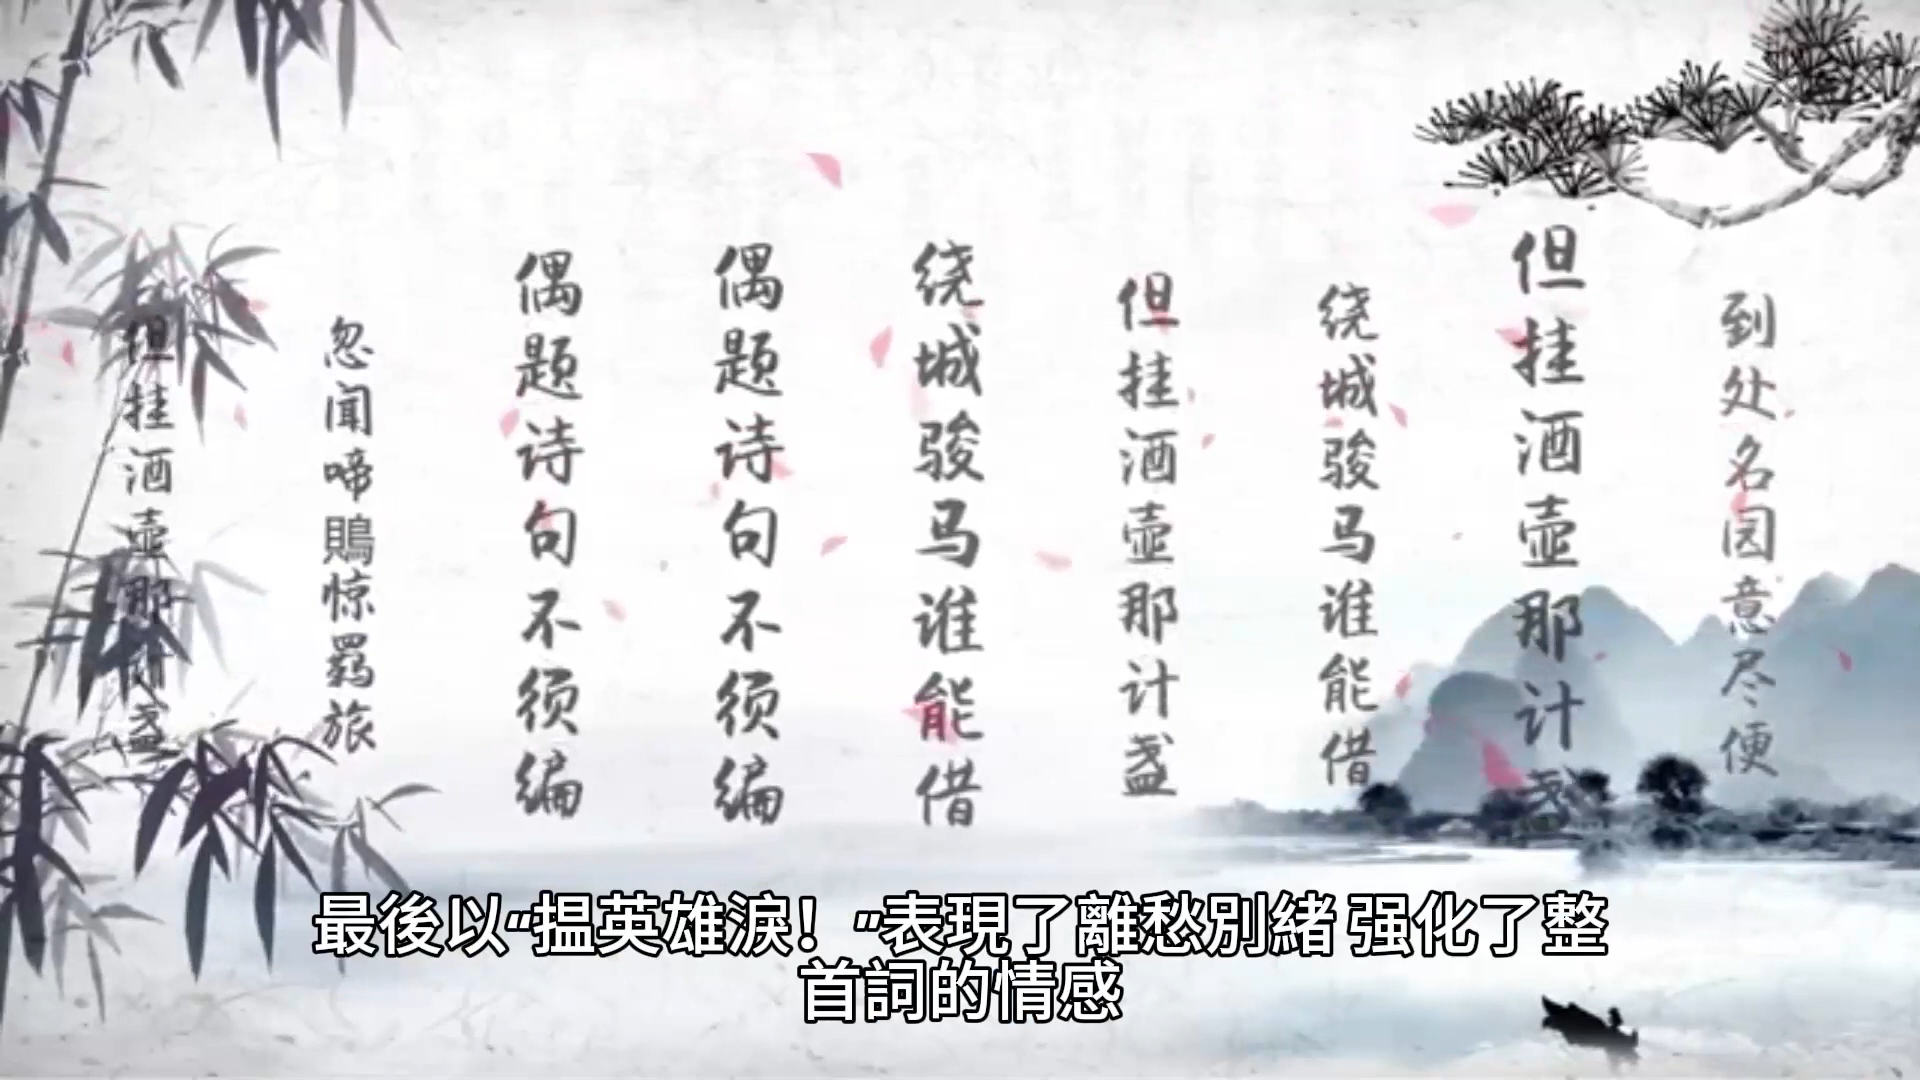 到处名园意尽便
但挂酒壶那计盏
绕城骏马谁能借
但挂酒壶那计盏
绕城骏马谁能借
偶题诗句不须编
偶题诗句不须编
忽闻啼鵙惊羁旅
但挂酒壶那计盏
最後以“揾英雄淚！”表現了離愁別緒 强化了整
首詞的情感